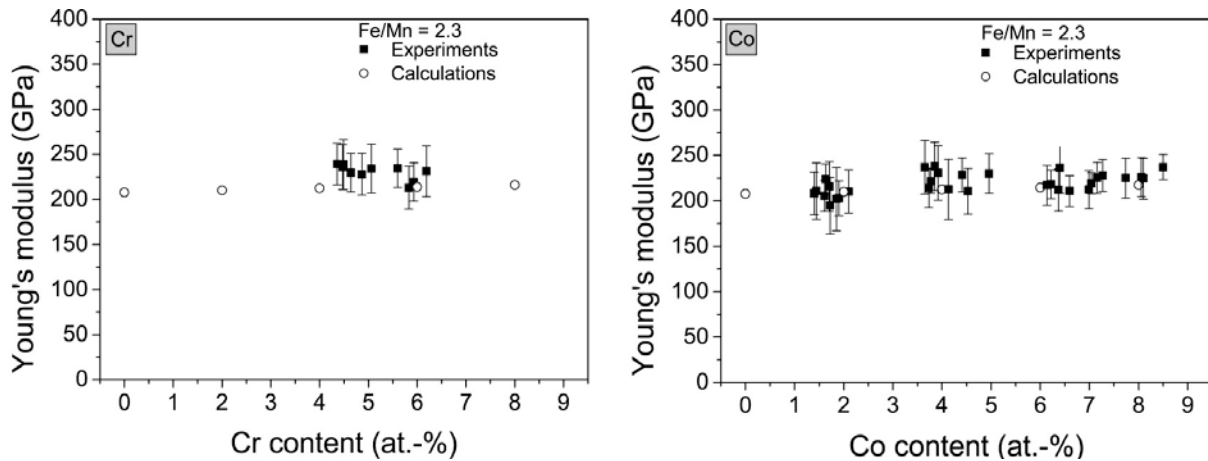 Cr
Fe/Mn = 2.3
Experiments
Calculations
Young's modulus (GPa)
400
350
300
250
200
150
100
50
0
0 1 2 3 4 5 6 7 8 9
Cr content (at.-%)
Co
Fe/Mn = 2.3
Experiments
Calculations
Young's modulus (GPa)
400
350
300
250
200
150
100
50
0
0 1 2 3 4 5 6 7 8 9
Co content (at.-%)